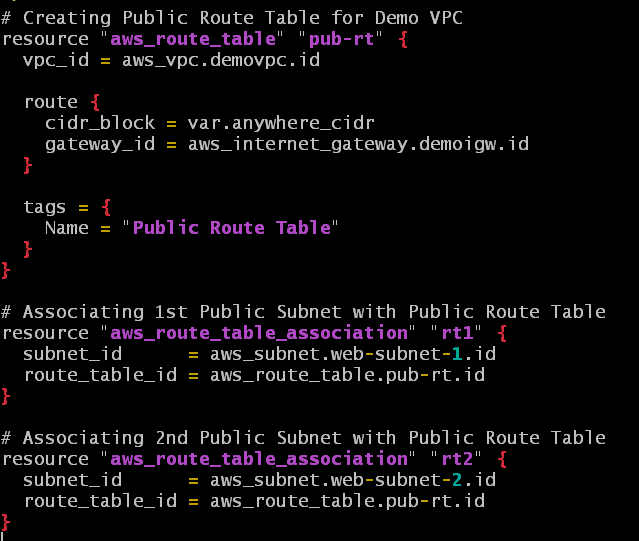 # Creating Public Route Table for Demo VPC
resource "aws_route_table" "pub-rt" {
  vpc_id = aws_vpc.demovpc.id

  route {
    cidr_block = var.anywhere_cidr
    gateway_id = aws_internet_gateway.demoigw.id
  }

  tags = {
    Name = "Public Route Table"
  }
}

# Associating 1st Public Subnet with Public Route Table
resource "aws_route_table_association" "rt1" {
  subnet_id      = aws_subnet.web-subnet-1.id
  route_table_id = aws_route_table.pub-rt.id
}

# Associating 2nd Public Subnet with Public Route Table
resource "aws_route_table_association" "rt2" {
  subnet_id      = aws_subnet.web-subnet-2.id
  route_table_id = aws_route_table.pub-rt.id
}